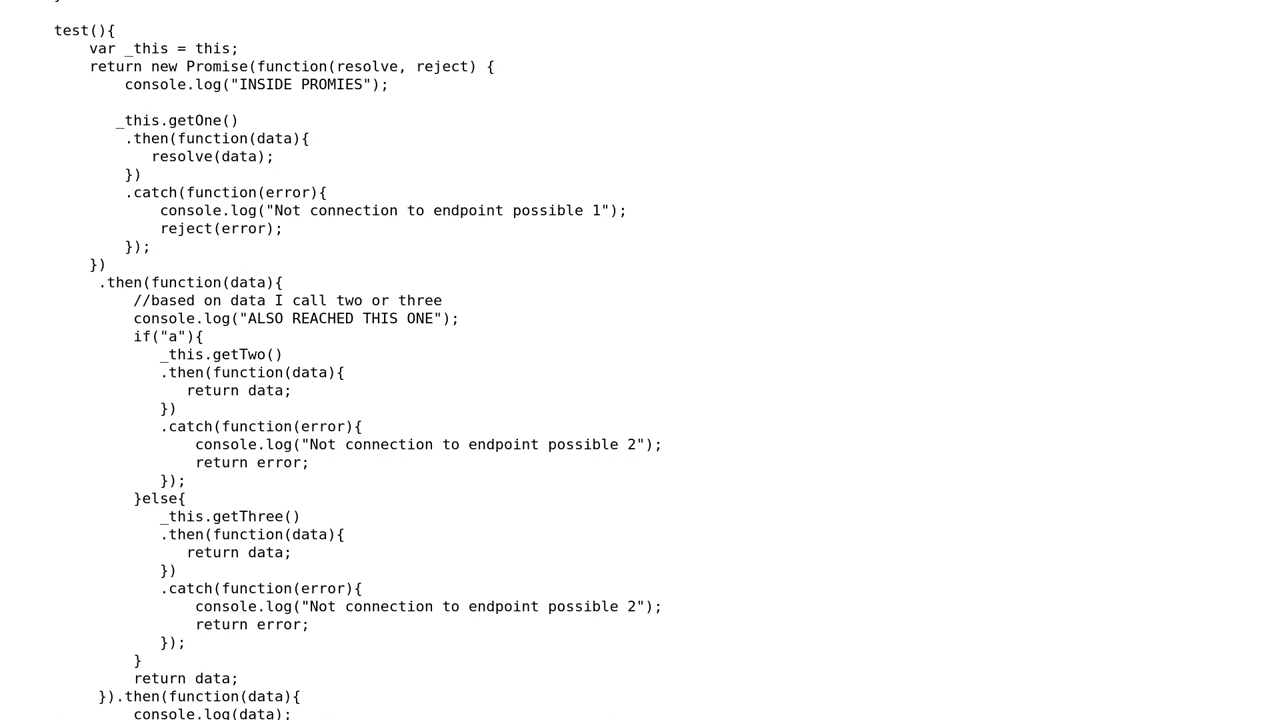 }
test(){
var _this = this;
return new Promise(function(resolve, reject) {
console.log("INSIDE PROMIES");
_this.getOne()
.then(function(data){
resolve(data);
})
.catch(function(error){
console.log("Not connection to endpoint possible 1");
reject(error);
});
})
.then(function(data){
//based on data I call two or three
console.log("ALSO REACHED THIS ONE");
if("a"){
_this.getTwo()
.then(function(data){
return data;
})
.catch(function(error){
console.log("Not connection to endpoint possible 2");
return error;
});
}else{
_this.getThree()
.then(function(data){
return data;
})
.catch(function(error){
console.log("Not connection to endpoint possible 2");
return error;
});
}
return data;
}).then(function(data){
console.log(data);